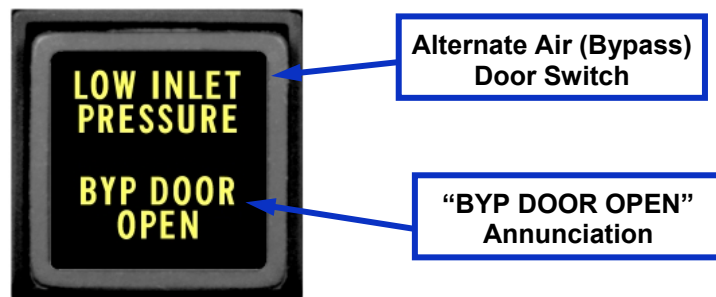 LOW INLET
PRESSURE
BYP DOOR
OPEN
Alternate Air (Bypass)
Door Switch
“BYP DOOR OPEN”
Annunciation